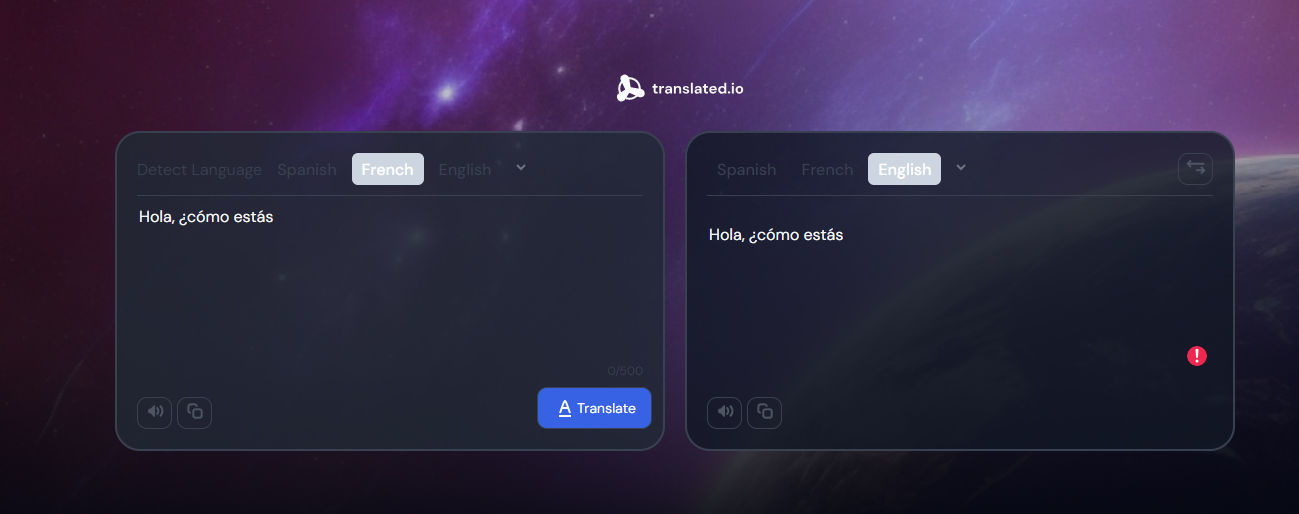 translated.io
Detect Language Spanish French English
Hola, ¿cómo estás
0/500
Translate
Spanish French English
Hola, ¿cómo estás